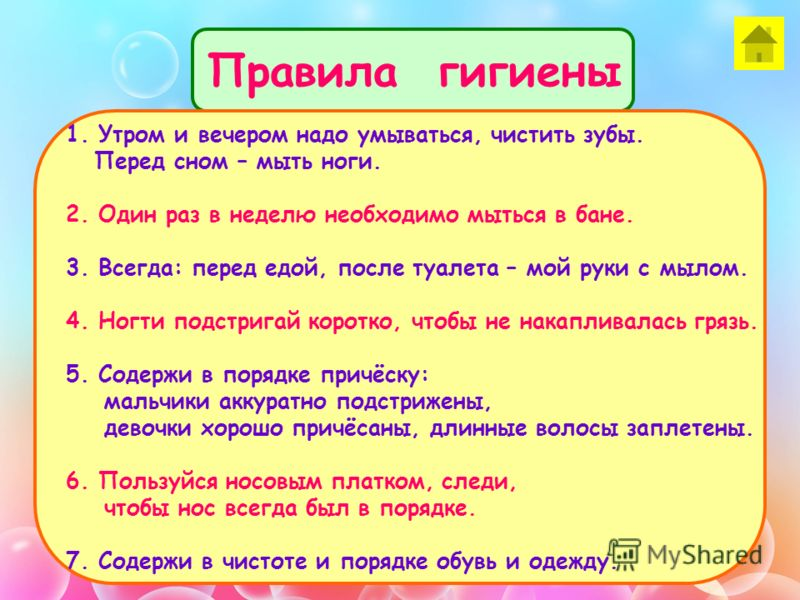 Правила гигиены
1. Утром и вечером надо умываться, чистить зубы.
Перед сном – мыть ноги.
2. Один раз в неделю необходимо мыться в бане.
3. Всегда: перед едой, после туалета – мой руки с мылом.
4. Ногти подстригай коротко, чтобы не накапливалась грязь.
5. Содержи в порядке причёску:
мальчики аккуратно подстрижены,
девочки хорошо причёсаны, длинные волосы заплетены.
6. Пользуйся носовым платком, следи,
чтобы нос всегда был в порядке.
7. Содержи в чистоте и порядке обувь и одежду.
MyShared